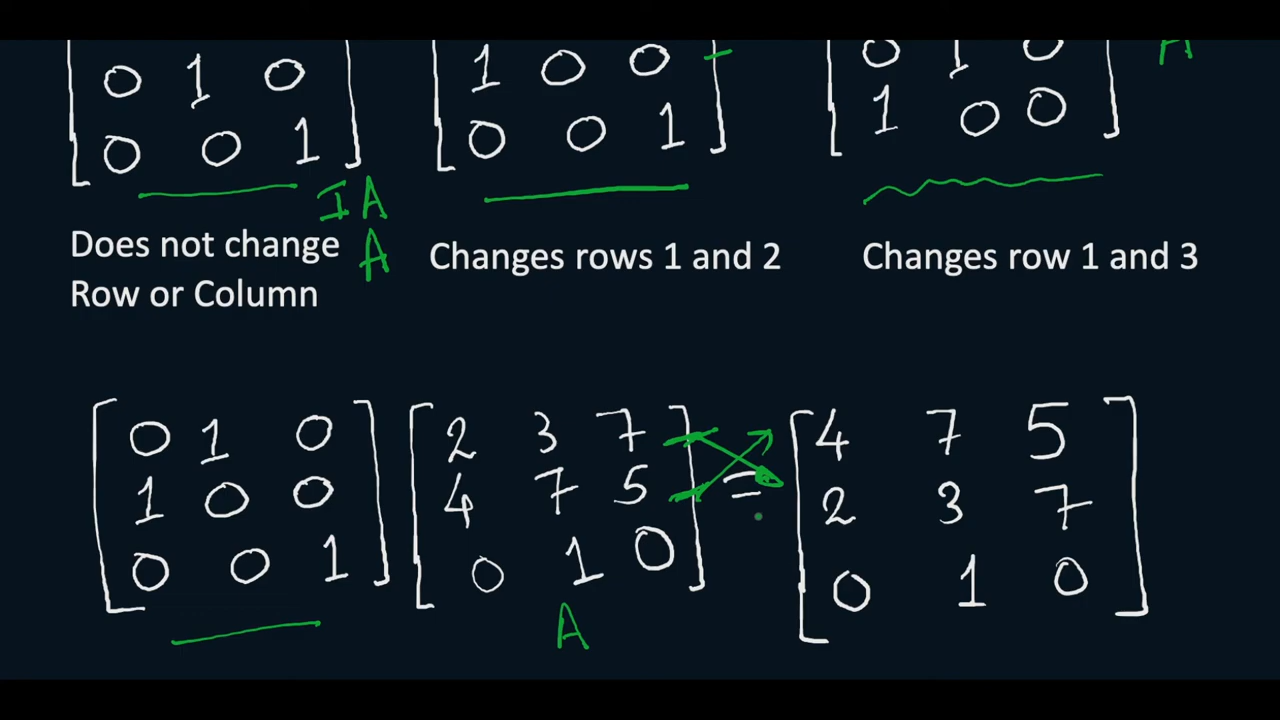 0 1 0
0 0 1
1 0 0
0 0 1
0 1 0
1 0 0
A
I A
A
Does not change
Row or Column
Changes rows 1 and 2
Changes row 1 and 3
0 1 0 2 3 7 4 7 5
1 0 0 4 7 5 = 2 3 7
0 0 1 0 1 0 0 1 0
A